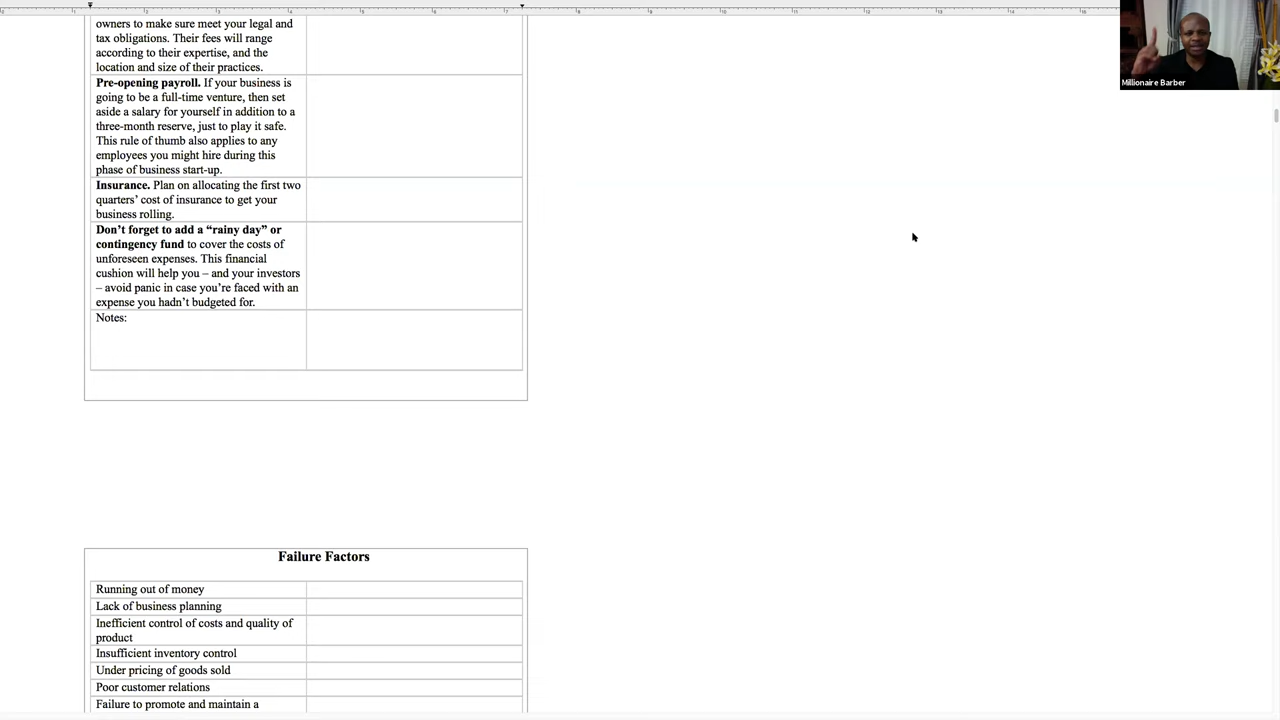 Millionaire Barber
owners to make sure meet your legal and
tax obligations. Their fees will range
according to their expertise, and the
location and size of their practices.
Pre-opening payroll. If your business is
going to be a full-time venture, then set
aside a salary for yourself in addition to a
three-month reserve, just to play it safe.
This rule of thumb also applies to any
employees you might hire during this
phase of business start-up.
Insurance. Plan on allocating the first two
quarters’ cost of insurance to get your
business rolling.
Don’t forget to add a “rainy day” or
contingency fund to cover the costs of
unforeseen expenses. This financial
cushion will help you – and your investors
– avoid panic in case you’re faced with an
expense you hadn’t budgeted for.
Notes:
Failure Factors
Running out of money
Lack of business planning
Inefficient control of costs and quality of
product
Insufficient inventory control
Under pricing of goods sold
Poor customer relations
Failure to promote and maintain a